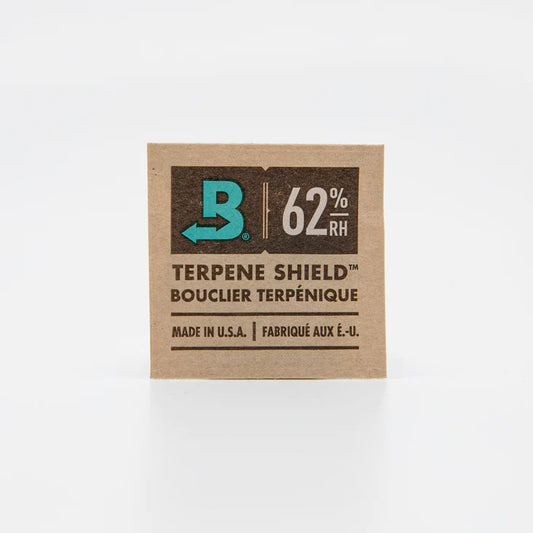 B® 62% RH
TERPENE SHIELD™
BOUCLIER TERPÉNIQUE
MADE IN U.S.A. | FABRIQUÉ AUX É.-U.